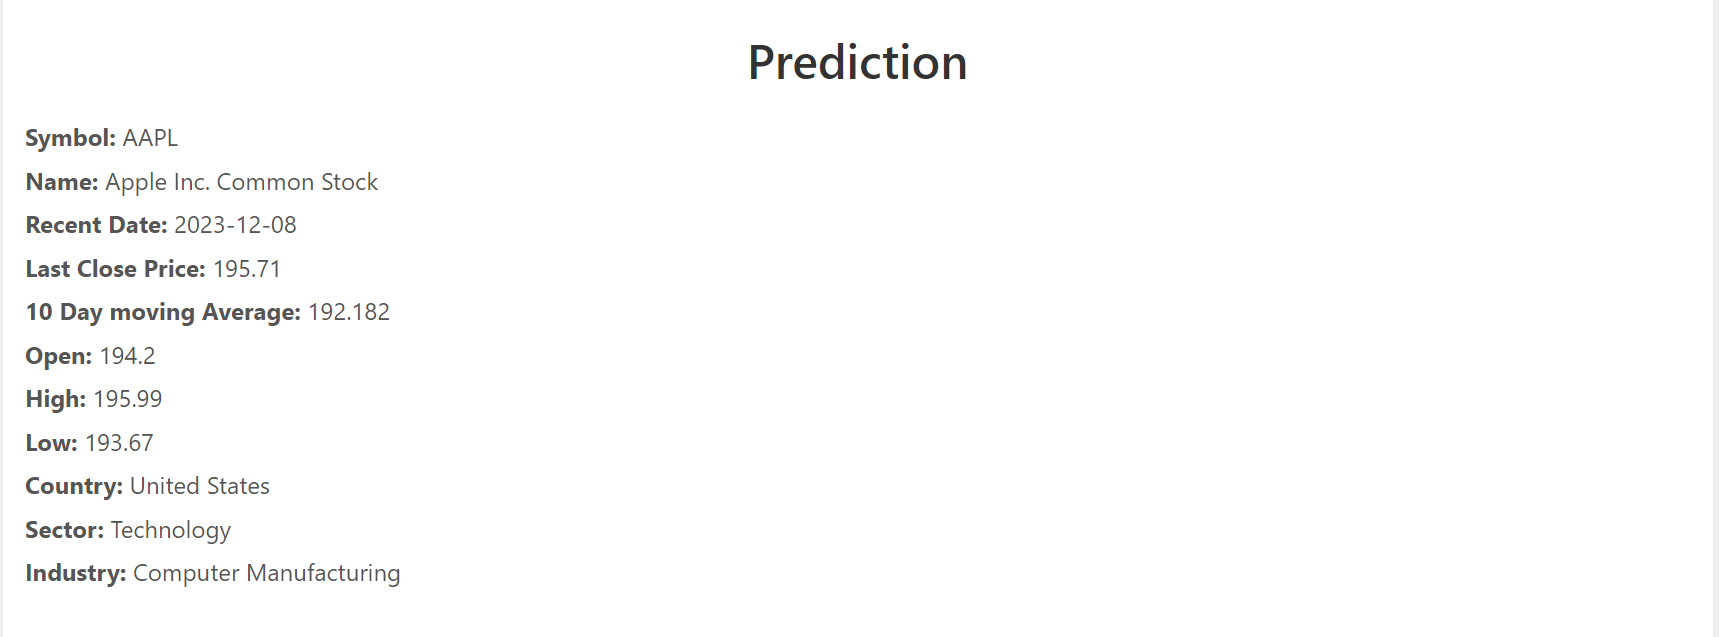 Prediction
Symbol: AAPL
Name: Apple Inc. Common Stock
Recent Date: 2023-12-08
Last Close Price: 195.71
10 Day moving Average: 192.182
Open: 194.2
High: 195.99
Low: 193.67
Country: United States
Sector: Technology
Industry: Computer Manufacturing